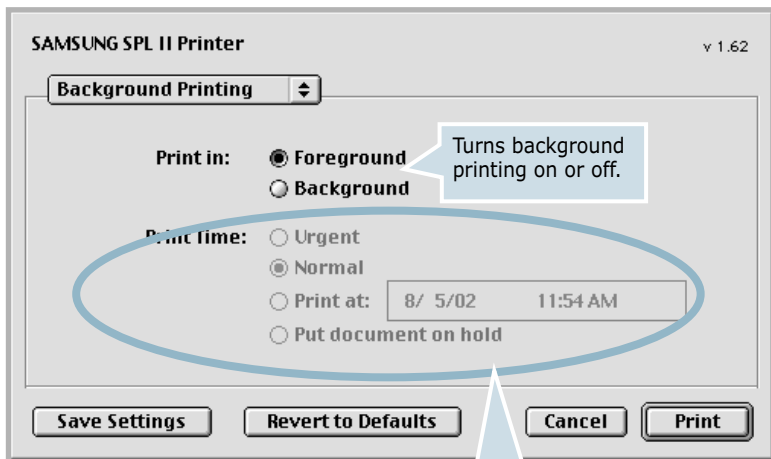 SAMSUNG SPL II Printer v 1.62
Background Printing
Print in: Foreground
Background
Turns background
printing on or off.
Print Time: Urgent
Normal
Print at: 8/ 5/02 11:54 AM
Put document on hold
Save Settings Revert to Defaults Cancel Print